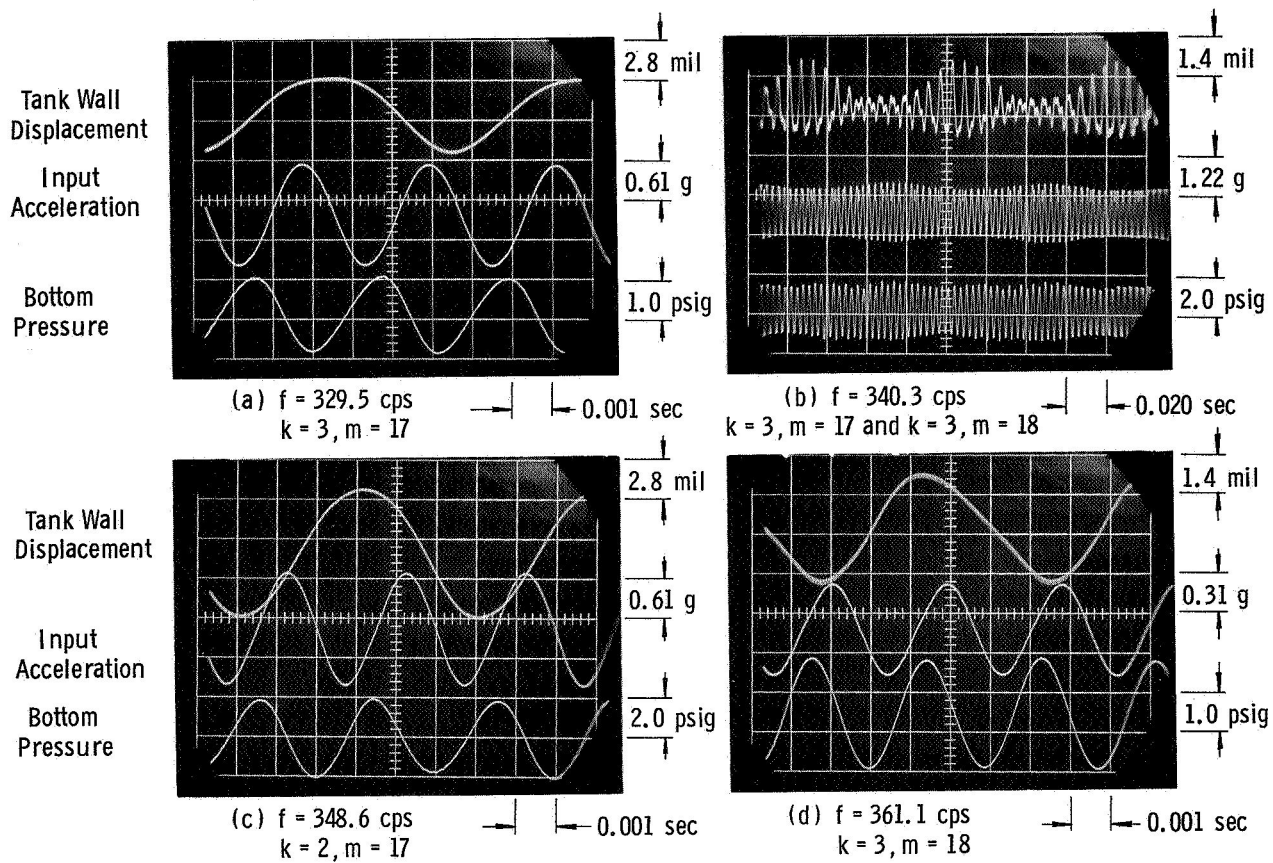 Tank Wall
Displacement
Input
Acceleration
Bottom
Pressure
2.8 mil
0.61 g
1.0 psig
(a) f = 329.5 cps
k = 3, m = 17
0.001 sec
1.4 mil
1.22 g
2.0 psig
(b) f = 340.3 cps
k = 3, m = 17 and k = 3, m = 18
0.020 sec
Tank Wall
Displacement
Input
Acceleration
Bottom
Pressure
2.8 mil
0.61 g
2.0 psig
(c) f = 348.6 cps
k = 2, m = 17
0.001 sec
1.4 mil
0.31 g
1.0 psig
(d) f = 361.1 cps
k = 3, m = 18
0.001 sec